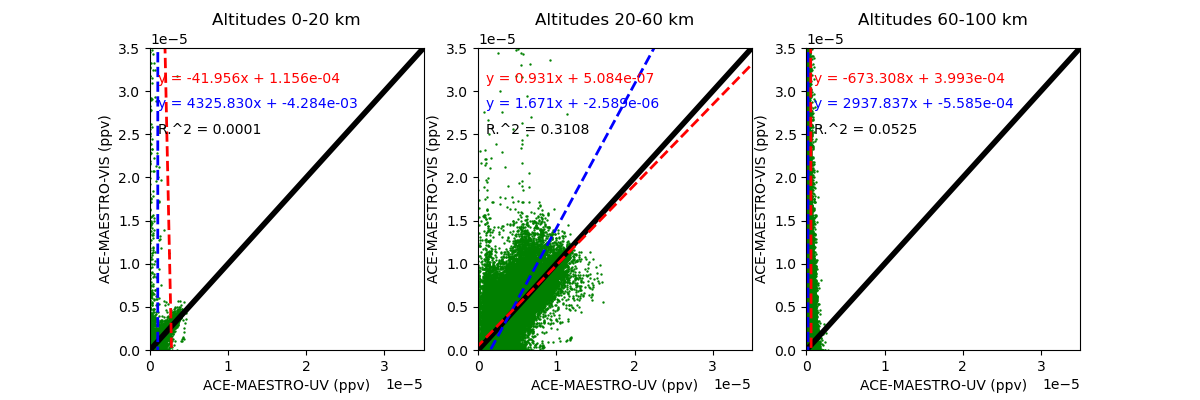 Altitudes 0-20 km
1e−5
3.5
3.0
2.5
2.0
1.5
1.0
0.5
0.0
ACE-MAESTRO-VIS (ppv)
y = -41.956x + 1.156e-04
y = 4325.830x + -4.284e-03
R.^2 = 0.0001
0 1 2 3
ACE-MAESTRO-UV (ppv) 1e−5
Altitudes 20-60 km
1e−5
3.5
3.0
2.5
2.0
1.5
1.0
0.5
0.0
ACE-MAESTRO-VIS (ppv)
y = 0.931x + 5.084e-07
y = 1.671x + -2.589e-06
R.^2 = 0.3108
0 1 2 3
ACE-MAESTRO-UV (ppv) 1e−5
Altitudes 60-100 km
1e−5
3.5
3.0
2.5
2.0
1.5
1.0
0.5
0.0
ACE-MAESTRO-VIS (ppv)
y = -673.308x + 3.993e-04
y = 2937.837x + -5.585e-04
R.^2 = 0.0525
0 1 2 3
ACE-MAESTRO-UV (ppv) 1e−5